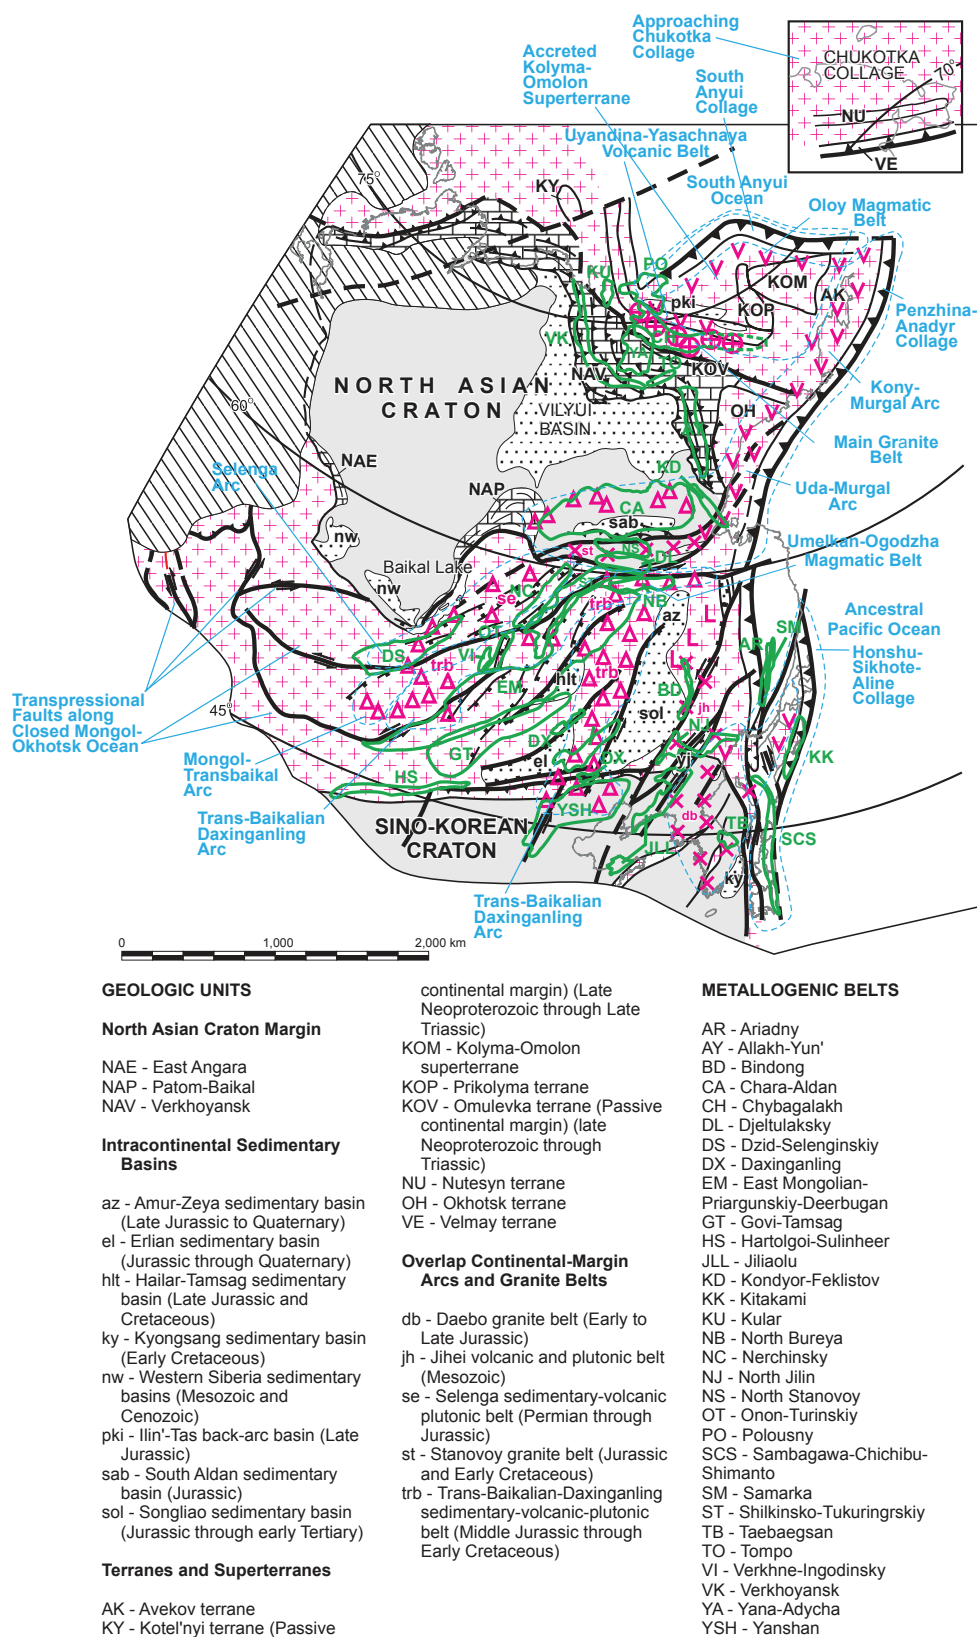 Approaching
Chukotka
Collage
Accreted
Kolyma-
Omolon
Superterrane
South
Anyui
Collage
CHUKOTKA
COLLAGE
70°
NU
VE
Uyandina-Yasachnaya
Volcanic Belt
75°
KY
South Anyui
Ocean
Oloy Magmatic
Belt
PO
KU
KOM
AK
pki
KOP
Penzhina-
Anadyr
Collage
VK
CH
YA
TO
NAV
KOV
NORTH ASIAN
CRATON
Kony-
Murgal Arc
60°
VILYUI
BASIN
OH
Main Granite
Belt
NAE
Selenga
Arc
KD
NAP
Uda-Murgal
Arc
CA
sab
nw
Umelkan-Ogodzha
Magmatic Belt
st
NS
DL
Baikal Lake
nw
NC
se
trb
NB
az
Ancestral
Pacific Ocean
SM
OT
AR
Honshu-
Sikhote-
Aline
Collage
DS
trb
VI
hlt
trb
EM
BD
jh
Transpressional
Faults along
Closed Mongol-
Okhotsk Ocean
45°
sol
NJ
DX
Mongol-
Transbaikal
Arc
GT
el
DX
yi
KK
HS
YSH
Trans-Baikalian
Daxinganling
Arc
SINO-KOREAN
CRATON
db
TB
JLL
SCS
ky
Trans-Baikalian
Daxinganling
Arc
0 1,000 2,000 km
GEOLOGIC UNITS
North Asian Craton Margin
NAE - East Angara
NAP - Patom-Baikal
NAV - Verkhoyansk
Intracontinental Sedimentary
Basins
az - Amur-Zeya sedimentary basin
(Late Jurassic to Quaternary)
el - Erlian sedimentary basin
(Jurassic through Quaternary)
hlt - Hailar-Tamsag sedimentary
basin (Late Jurassic and
Cretaceous)
ky - Kyongsang sedimentary basin
(Early Cretaceous)
nw - Western Siberia sedimentary
basins (Mesozoic and
Cenozoic)
pki - Ilin'-Tas back-arc basin (Late
Jurassic)
sab - South Aldan sedimentary
basin (Jurassic)
sol - Songliao sedimentary basin
(Jurassic through early Tertiary)
Terranes and Superterranes
AK - Avekov terrane
KY - Kotel'nyi terrane (Passive
continental margin) (Late
Neoproterozoic through Late
Triassic)
KOM - Kolyma-Omolon
superterrane
KOP - Prikolyma terrane
KOV - Omulevka terrane (Passive
continental margin) (late
Neoproterozoic through
Triassic)
NU - Nutesyn terrane
OH - Okhotsk terrane
VE - Velmay terrane
Overlap Continental-Margin
Arcs and Granite Belts
db - Daebo granite belt (Early to
Late Jurassic)
jh - Jihei volcanic and plutonic belt
(Mesozoic)
se - Selenga sedimentary-volcanic
plutonic belt (Permian through
Jurassic)
st - Stanovoy granite belt (Jurassic
and Early Cretaceous)
trb - Trans-Baikalian-Daxinganling
sedimentary-volcanic-plutonic
belt (Middle Jurassic through
Early Cretaceous)
METALLOGENIC BELTS
AR - Ariadny
AY - Allakh-Yun'
BD - Bindong
CA - Chara-Aldan
CH - Chybagalakh
DL - Djeltulaksky
DS - Dzid-Selenginskiy
DX - Daxinganling
EM - East Mongolian-
Priargunskiy-Deerbugan
GT - Govi-Tamsag
HS - Hartolgoi-Sulinheer
JLL - Jiliaolu
KD - Kondyor-Feklistov
KK - Kitakami
KU - Kular
NB - North Bureya
NC - Nerchinsky
NJ - North Jilin
NS - North Stanovoy
OT - Onon-Turinskiy
PO - Polousny
SCS - Sambagawa-Chichibu-
Shimanto
SM - Samarka
ST - Shilkinsko-Tukuringrskiy
TB - Taebaegsan
TO - Tompo
VI - Verkhne-Ingodinsky
VK - Verkhoyansk
YA - Yana-Adycha
YSH - Yanshan